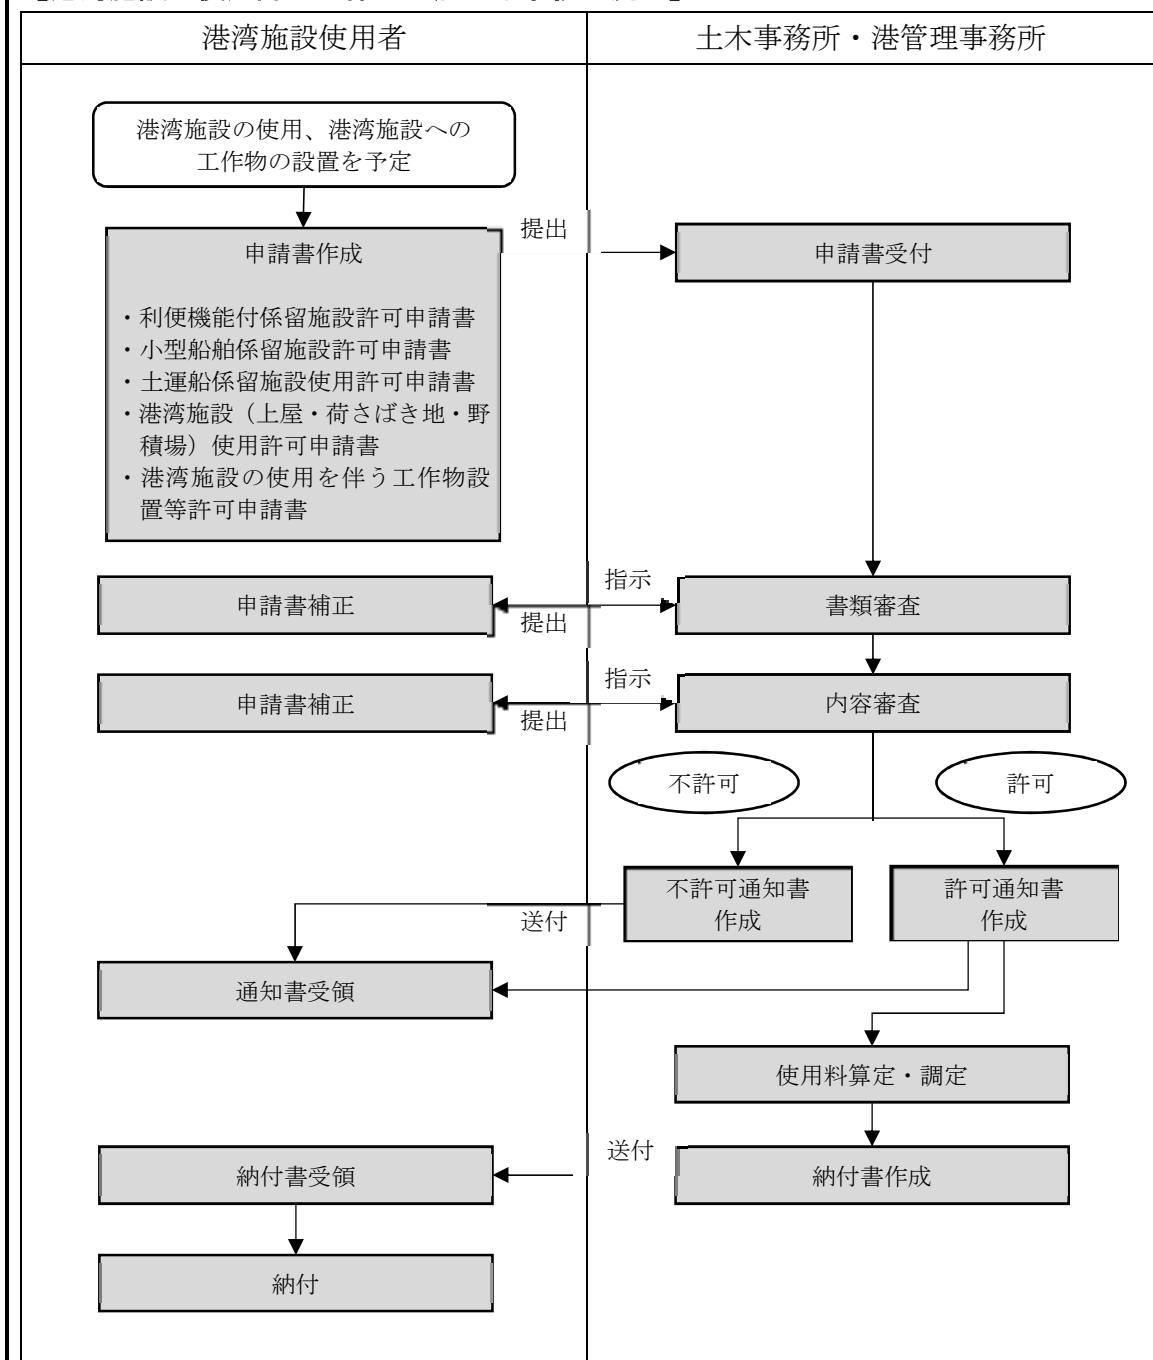 港湾施設使用者
土木事務所・港管理事務所
港湾施設の使用、港湾施設への
工作物の設置を予定
提出
申請書作成
申請書受付
・利便機能付係留施設許可申請書
・小型船舶係留施設許可申請書
・土運船係留施設使用許可申請書
・港湾施設（上屋・荷さばき地・野
積場）使用許可申請書
・港湾施設の使用を伴う工作物設
置等許可申請書
指示
申請書補正
書類審査
提出
指示
申請書補正
内容審査
提出
不許可
許可
不許可通知書
作成
許可通知書
作成
送付
通知書受領
使用料算定・調定
送付
納付書受領
納付書作成
納付